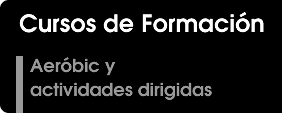 Cursos de Formación
Aeróbic y
actividades dirigidas